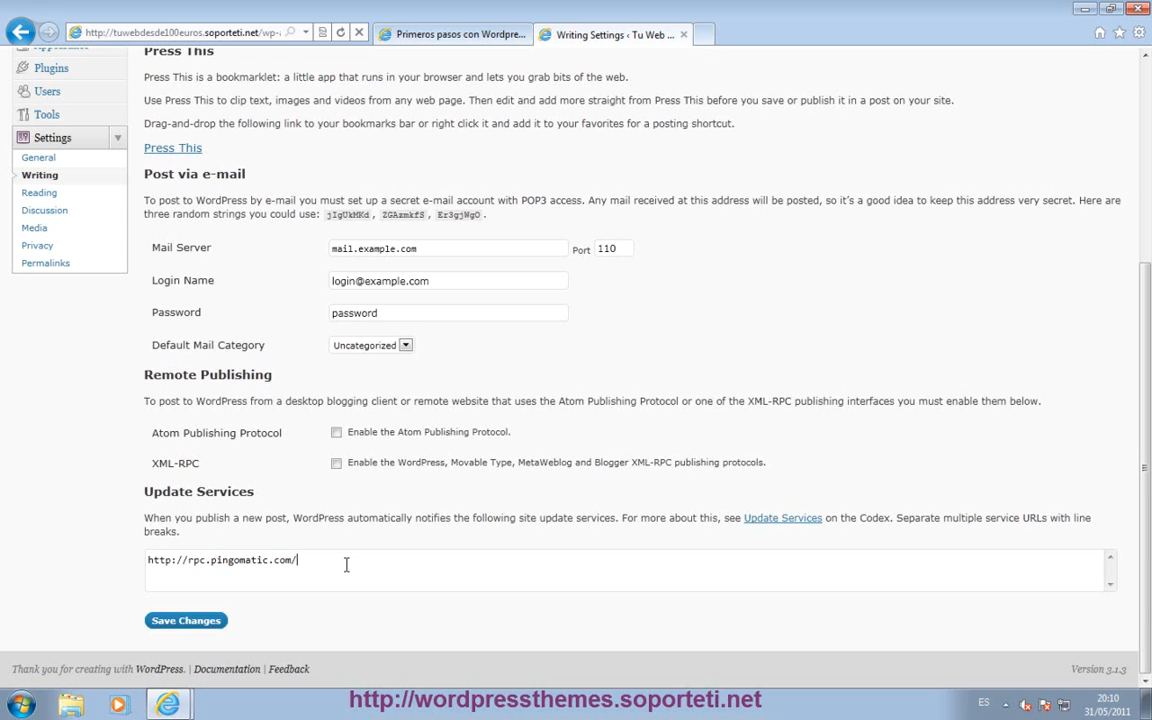 http://tuwebdesde100euros.soporteti.net/wp-
Primeros pasos con Wordpre...
Writing Settings ‹ Tu Web ...
Appearance
Plugins
Users
Tools
Settings
General
Writing
Reading
Discussion
Media
Privacy
Permalinks
Press This
Press This is a bookmarklet: a little app that runs in your browser and lets you grab bits of the web.
Use Press This to clip text, images and videos from any web page. Then edit and add more straight from Press This before you save or publish it in a post on your site.
Drag-and-drop the following link to your bookmarks bar or right click it and add it to your favorites for a posting shortcut.
Press This
Post via e-mail
To post to WordPress by e-mail you must set up a secret e-mail account with POP3 access. Any mail received at this address will be posted, so it's a good idea to keep this address very secret. Here are
three random strings you could use: jIgUkMKd, ZGAzmkfS, Er3gjWgO.
Mail Server mail.example.com Port 110
Login Name login@example.com
Password password
Default Mail Category Uncategorized
Remote Publishing
To post to WordPress from a desktop blogging client or remote website that uses the Atom Publishing Protocol or one of the XML-RPC publishing interfaces you must enable them below.
Atom Publishing Protocol Enable the Atom Publishing Protocol.
XML-RPC Enable the WordPress, Movable Type, MetaWeblog and Blogger XML-RPC publishing protocols.
Update Services
When you publish a new post, WordPress automatically notifies the following site update services. For more about this, see Update Services on the Codex. Separate multiple service URLs with line
breaks.
http://rpc.pingomatic.com/
Save Changes
Thank you for creating with WordPress. | Documentation | Feedback Version 3.1.3
http://wordpressthemes.soporteti.net
ES
20:10
31/05/2011